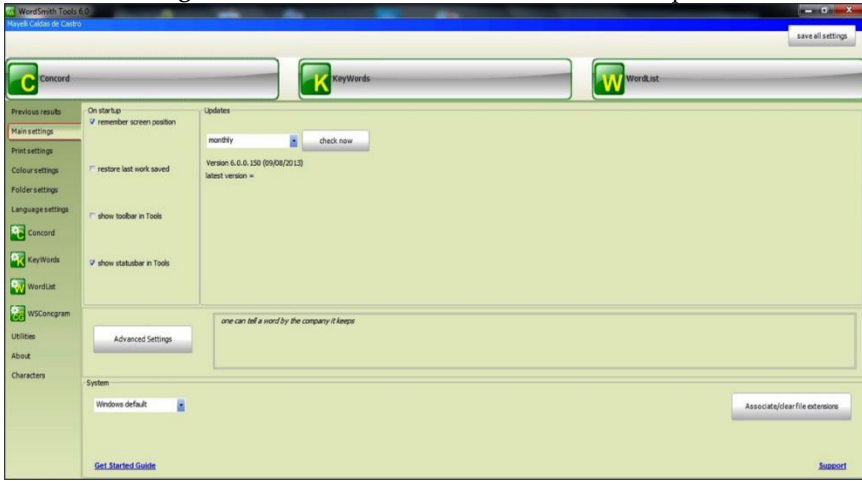 WordSmith Tools 6.0
Mayelli Caldas de Castro
save all settings
Concord
KeyWords
WordList
Previous results
Main settings
Print settings
Colour settings
Folder settings
Language settings
Concord
KeyWords
WordList
WSConcgram
Utilities
About
Characters
On startup
remember screen position
restore last work saved
show toolbar in Tools
show statusbar in Tools
Updates
monthly
check now
Version 6.0.0.150 (09/08/2013)
latest version =
Advanced Settings
one can tell a word by the company it keeps
System
Windows default
Associate/clear file extensions
Get Started Guide
Support